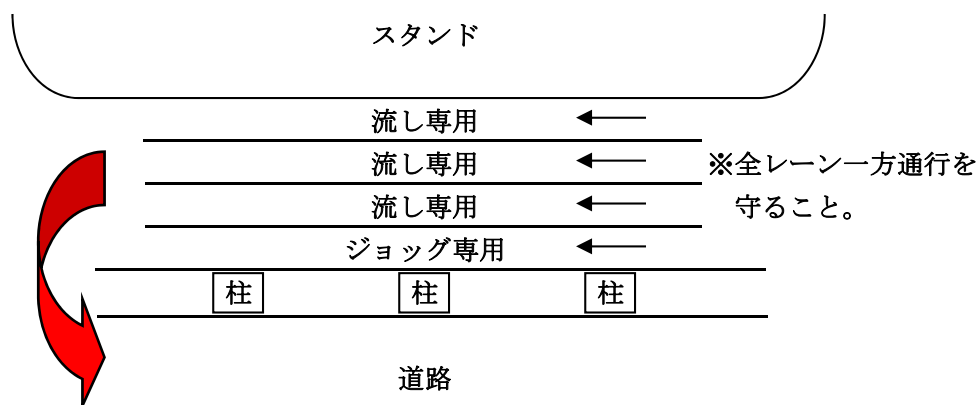 スタンド
流し専用
流し専用
※全レーン一方通行を
流し専用
守ること。
ジョッグ専用
柱 柱 柱
道路